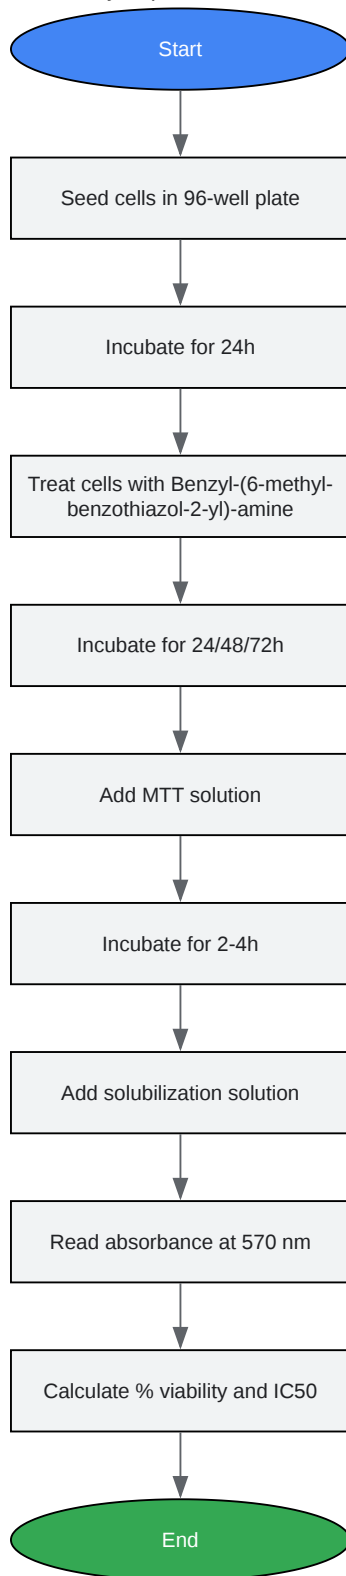 Start
Seed cells in 96-well plate
Incubate for 24h
Treat cells with Benzyl-(6-methyl-
benzothiazol-2-yl)-amine
Incubate for 24/48/72h
Add MTT solution
Incubate for 2-4h
Add solubilization solution
Read absorbance at 570 nm
Calculate % viability and IC50
End